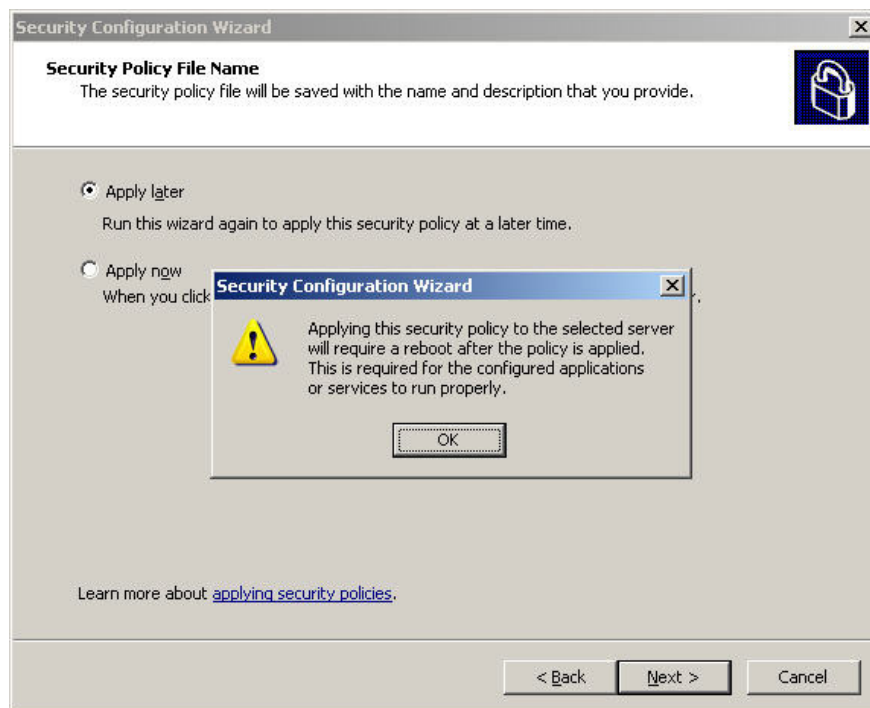 Security Configuration Wizard
Security Policy File Name
The security policy file will be saved with the name and description that you provide.
Apply later
Run this wizard again to apply this security policy at a later time.
Apply now
When you click
Security Configuration Wizard
Applying this security policy to the selected server
will require a reboot after the policy is applied.
This is required for the configured applications
or services to run properly.
OK
Learn more about applying security policies.
< Back
Next >
Cancel